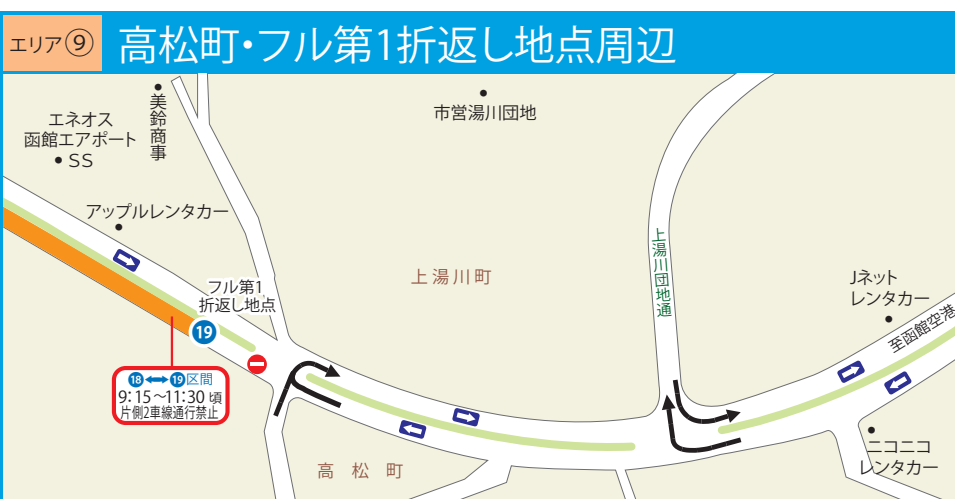 エリア⑨
高松町・フル第1折返し地点周辺
美鈴商事
エネオス
函館エアポート
SS
市営湯川団地
アップルレンタカー
上湯川団地通
上湯川町
フル第1
折返し地点
19
Jネット
レンタカー
至函館空港
18 19区間
9:15~11:30 頃
片側2車線通行禁止
高松町
ニコニコ
レンタカー